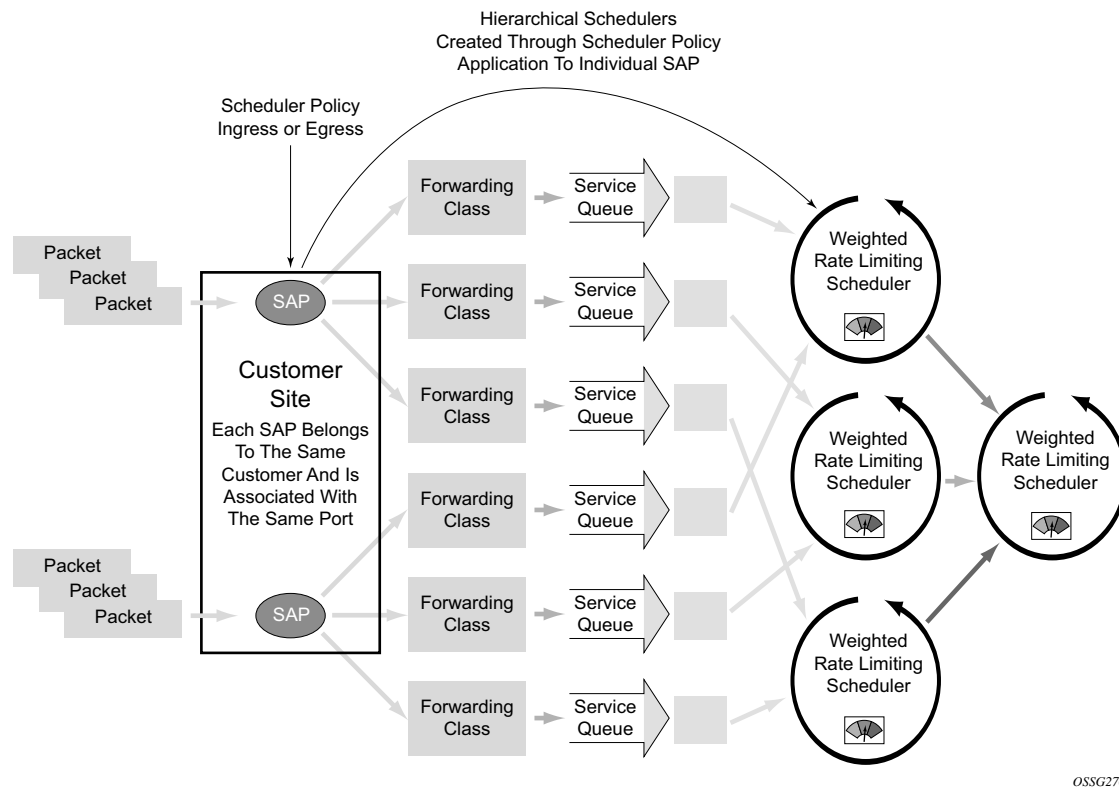 Hierarchical Schedulers
Created Through Scheduler Policy
Application To Individual SAP
Scheduler Policy
Ingress or Egress
Packet
Packet
Packet
SAP
Customer
Site
Each SAP Belongs
To The Same
Customer And Is
Associated With
The Same Port
Packet
Packet
Packet
SAP
Forwarding
Class
Service
Queue
Forwarding
Class
Service
Queue
Forwarding
Class
Service
Queue
Forwarding
Class
Service
Queue
Forwarding
Class
Service
Queue
Forwarding
Class
Service
Queue
Weighted
Rate Limiting
Scheduler
Weighted
Rate Limiting
Scheduler
Weighted
Rate Limiting
Scheduler
Weighted
Rate Limiting
Scheduler
OSSG27